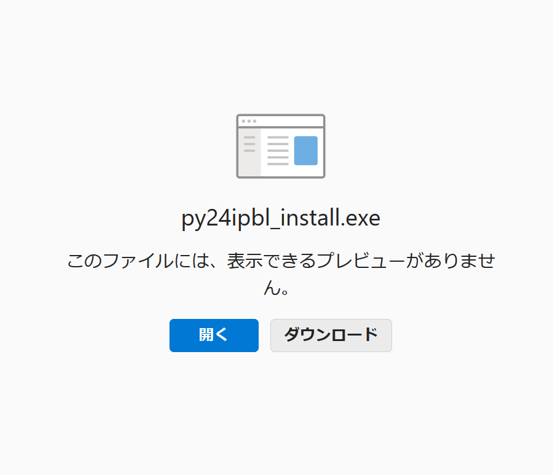 py24ipbl_install.exe
このファイルには、表示できるプレビューがありませ
ん。
開く
ダウンロード